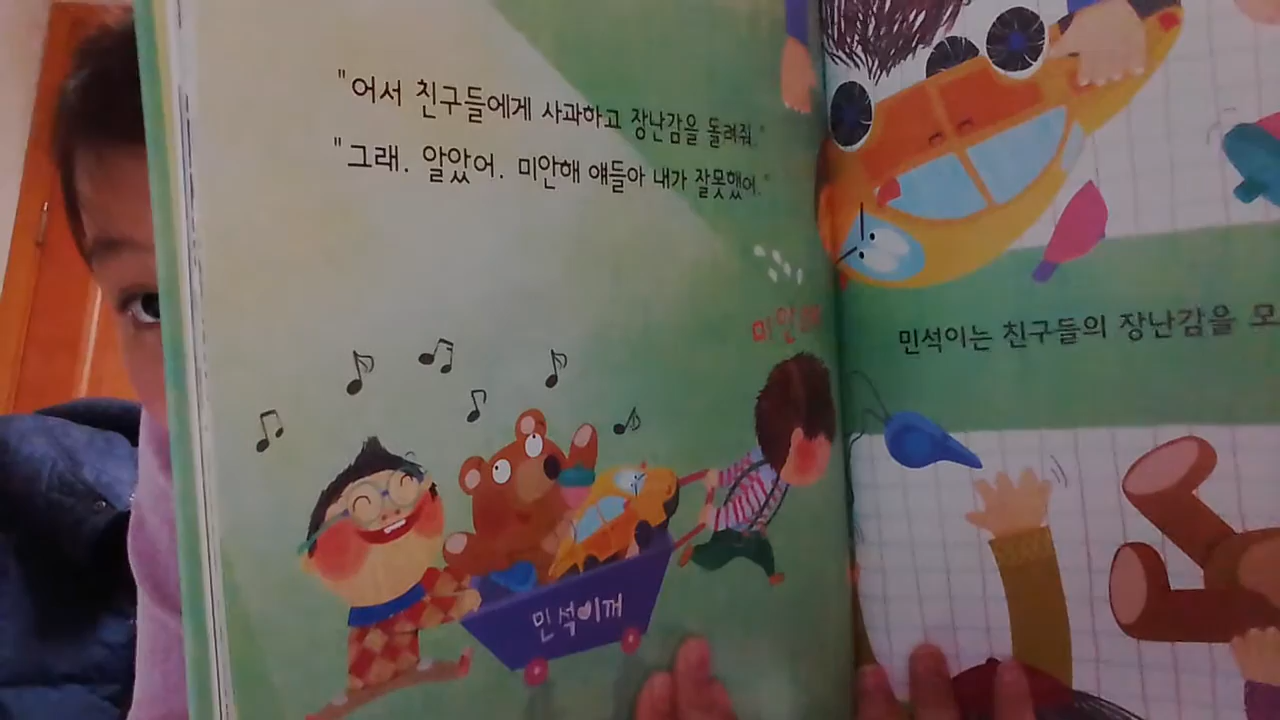 "어서 친구들에게 사과하고 장난감을 돌려줘."
"그래. 알았어. 미안해 얘들아 내가 잘못했어."
미안해
민석이꺼
민석이는 친구들의 장난감을 모